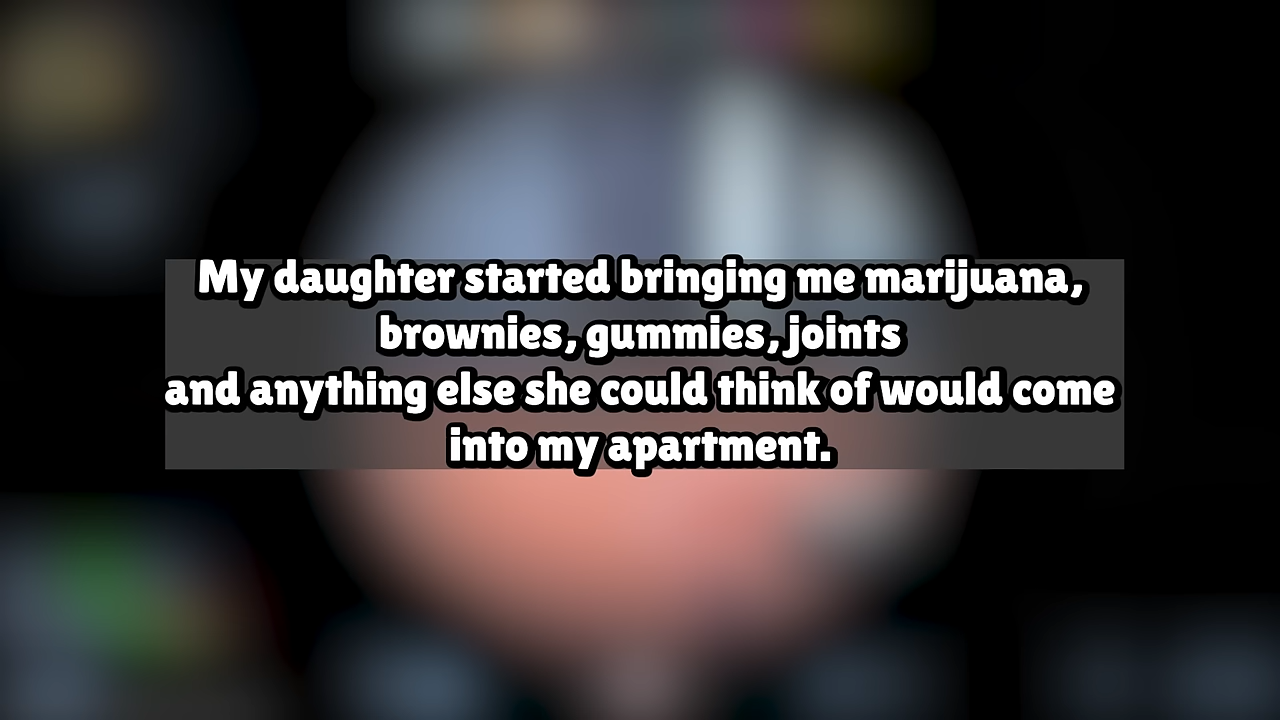 My daughter started bringing me marijuana,
brownies, gummies, joints
and anything else she could think of would come
into my apartment.